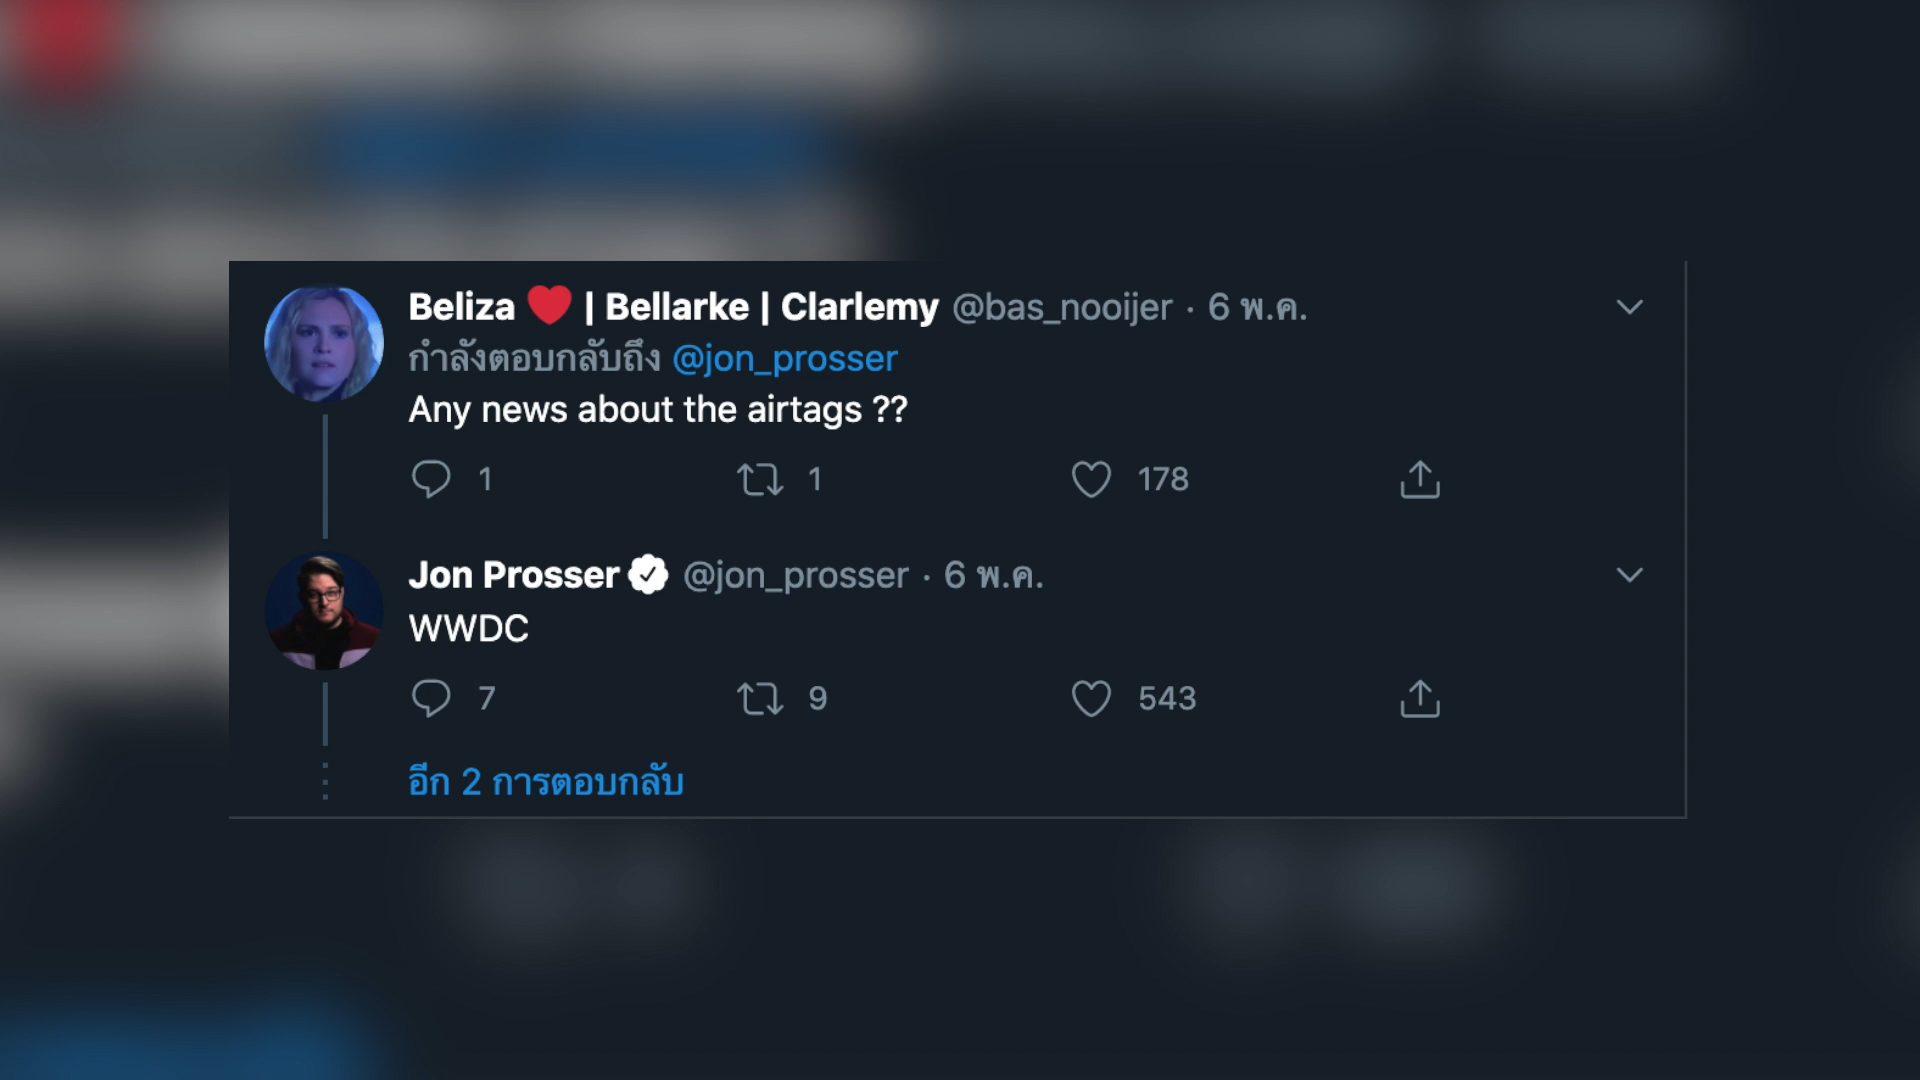 Beliza ❤️ | Bellarke | Clarlemy @bas_nooijer · 6 พ.ค.
กำลังตอบกลับถึง @jon_prosser
Any news about the airtags ??
1 1 178
Jon Prosser @jon_prosser · 6 พ.ค.
WWDC
7 9 543
อีก 2 การตอบกลับ